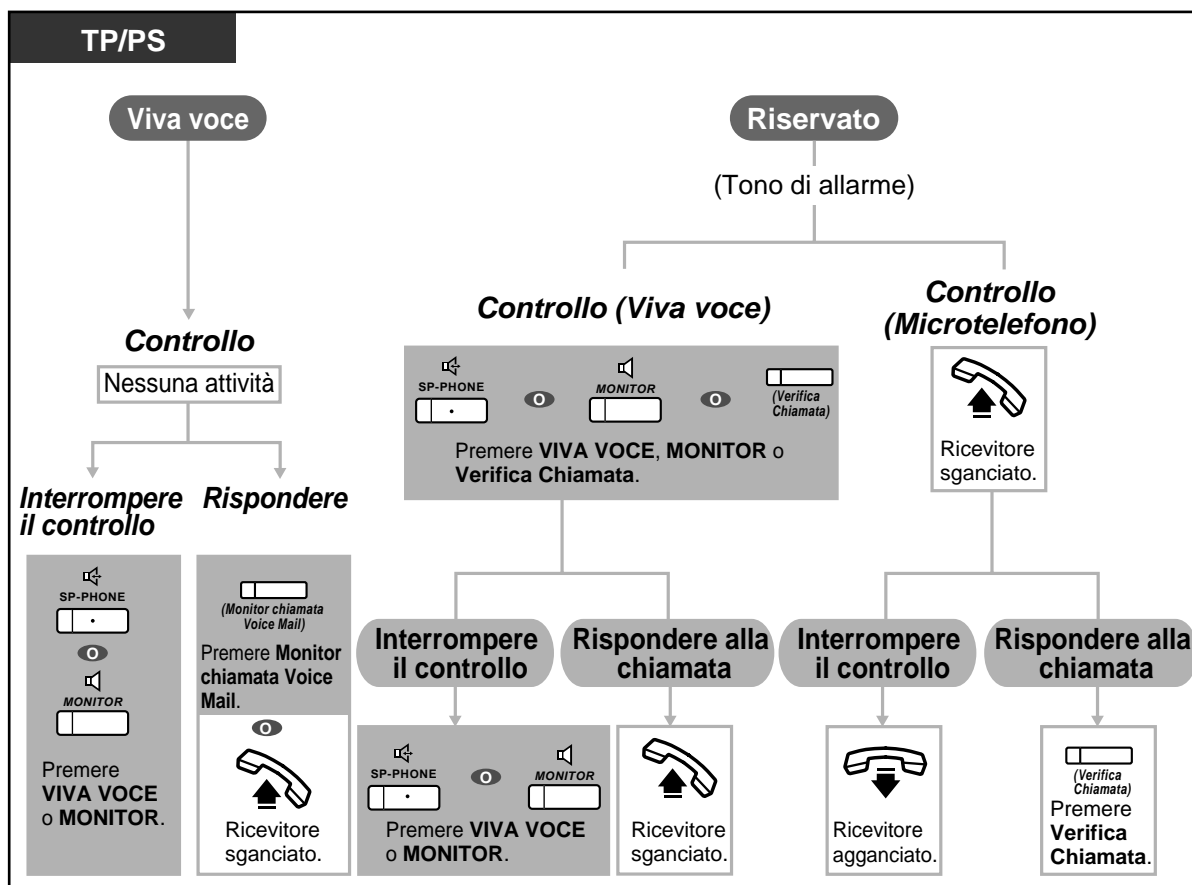 TP/PS
Viva voce
Controllo
Nessuna attività
Interrompere
il controllo
SP-PHONE
O
MONITOR
Premere
VIVA VOCE
o MONITOR.
Rispondere
(Monitor chiamata
Voice Mail)
Premere Monitor
chiamata Voice
Mail.
O
Ricevitore
sganciato.
Riservato
(Tono di allarme)
Controllo (Viva voce)
SP-PHONE
O
MONITOR
O
(Verifica
Chiamata)
Premere VIVA VOCE, MONITOR o
Verifica Chiamata.
Interrompere
il controllo
SP-PHONE
O
MONITOR
Premere VIVA VOCE
o MONITOR.
Rispondere alla
chiamata
Ricevitore
sganciato.
Controllo
(Microtelefono)
Ricevitore
sganciato.
Interrompere
il controllo
Ricevitore
agganciato.
Rispondere alla
chiamata
(Verifica
Chiamata)
Premere
Verifica
Chiamata.